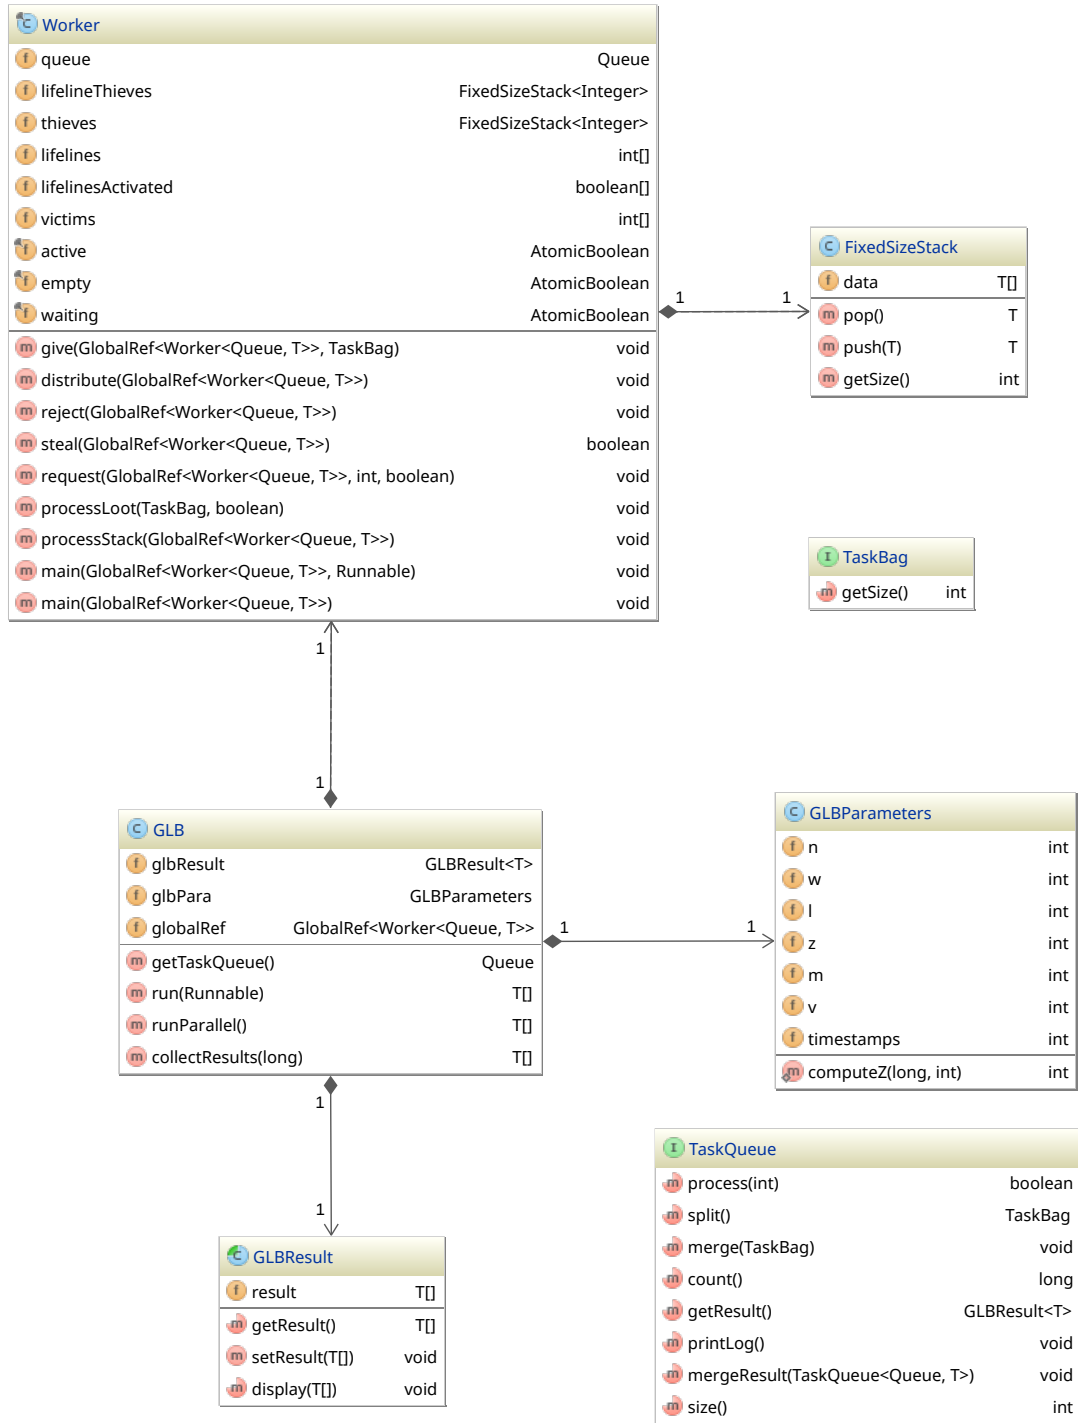 Worker
queue Queue
lifelineThieves FixedSizeStack<Integer>
thieves FixedSizeStack<Integer>
lifelines int[]
lifelinesActivated boolean[]
victims int[]
active AtomicBoolean
empty AtomicBoolean
waiting AtomicBoolean
give(GlobalRef<Worker<Queue, T>>, TaskBag) void
distribute(GlobalRef<Worker<Queue, T>>) void
reject(GlobalRef<Worker<Queue, T>>) void
steal(GlobalRef<Worker<Queue, T>>) boolean
request(GlobalRef<Worker<Queue, T>>, int, boolean) void
processLoot(TaskBag, boolean) void
processStack(GlobalRef<Worker<Queue, T>>) void
main(GlobalRef<Worker<Queue, T>>, Runnable) void
main(GlobalRef<Worker<Queue, T>>) void
1 1
FixedSizeStack
data T[]
pop() T
push(T) T
getSize() int
TaskBag
getSize() int
1
1
GLB
glbResult GLBResult<T>
glbPara GLBParameters
globalRef GlobalRef<Worker<Queue, T>>
getTaskQueue() Queue
run(Runnable) T[]
runParallel() T[]
collectResults(long) T[]
1 1
GLBParameters
n int
w int
l int
z int
m int
v int
timestamps int
computeZ(long, int) int
1
1
GLBResult
result T[]
getResult() T[]
setResult(T[]) void
display(T[]) void
TaskQueue
process(int) boolean
split() TaskBag
merge(TaskBag) void
count() long
getResult() GLBResult<T>
printLog() void
mergeResult(TaskQueue<Queue, T>) void
size() int